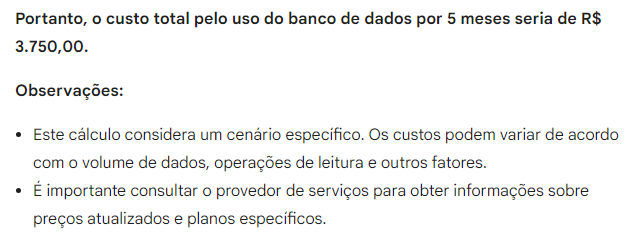 Portanto, o custo total pelo uso do banco de dados por 5 meses seria de R$
3.750,00.
Observações:
• Este cálculo considera um cenário específico. Os custos podem variar de acordo
com o volume de dados, operações de leitura e outros fatores.
• É importante consultar o provedor de serviços para obter informações sobre
preços atualizados e planos específicos.